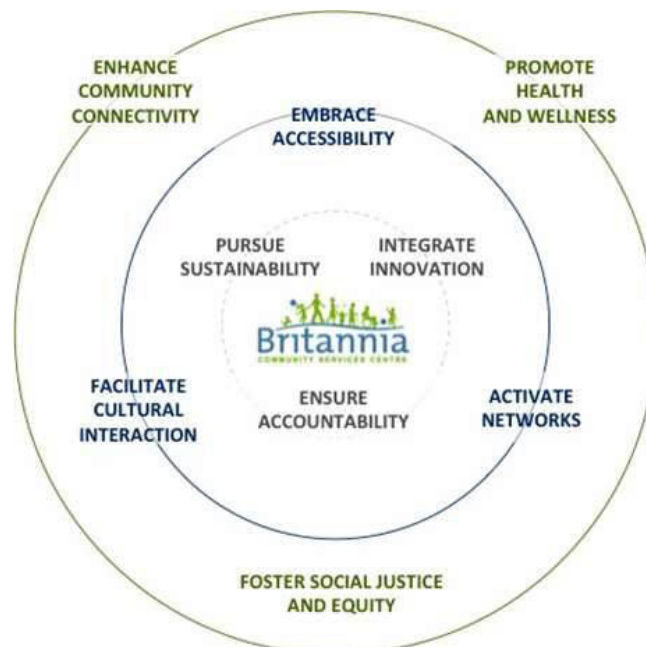 ENHANCE
COMMUNITY
CONNECTIVITY
PROMOTE
HEALTH
AND WELLNESS
EMBRACE
ACCESSIBILITY
PURSUE
SUSTAINABILITY
INTEGRATE
INNOVATION
Britannia
COMMUNITY SERVICES CENTRE
ENSURE
ACCOUNTABILITY
FACILITATE
CULTURAL
INTERACTION
ACTIVATE
NETWORKS
FOSTER SOCIAL JUSTICE
AND EQUITY